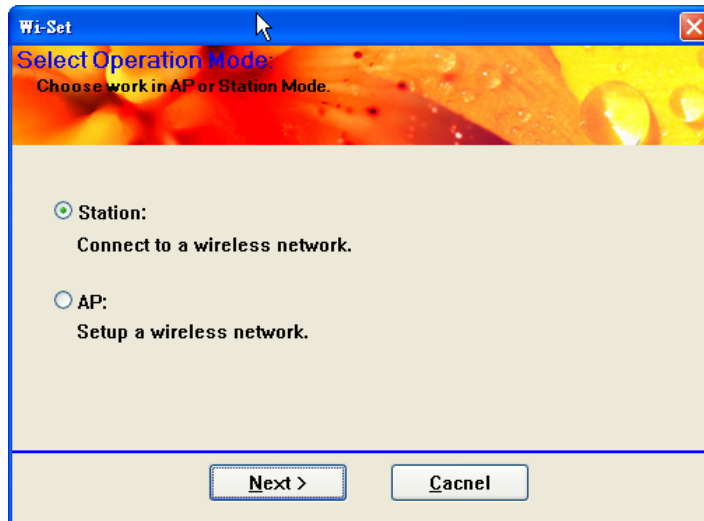 Wi-Set
Select Operation Mode:
Choose work in AP or Station Mode.
Station:
Connect to a wireless network.
AP:
Setup a wireless network.
Next >
Cacnel